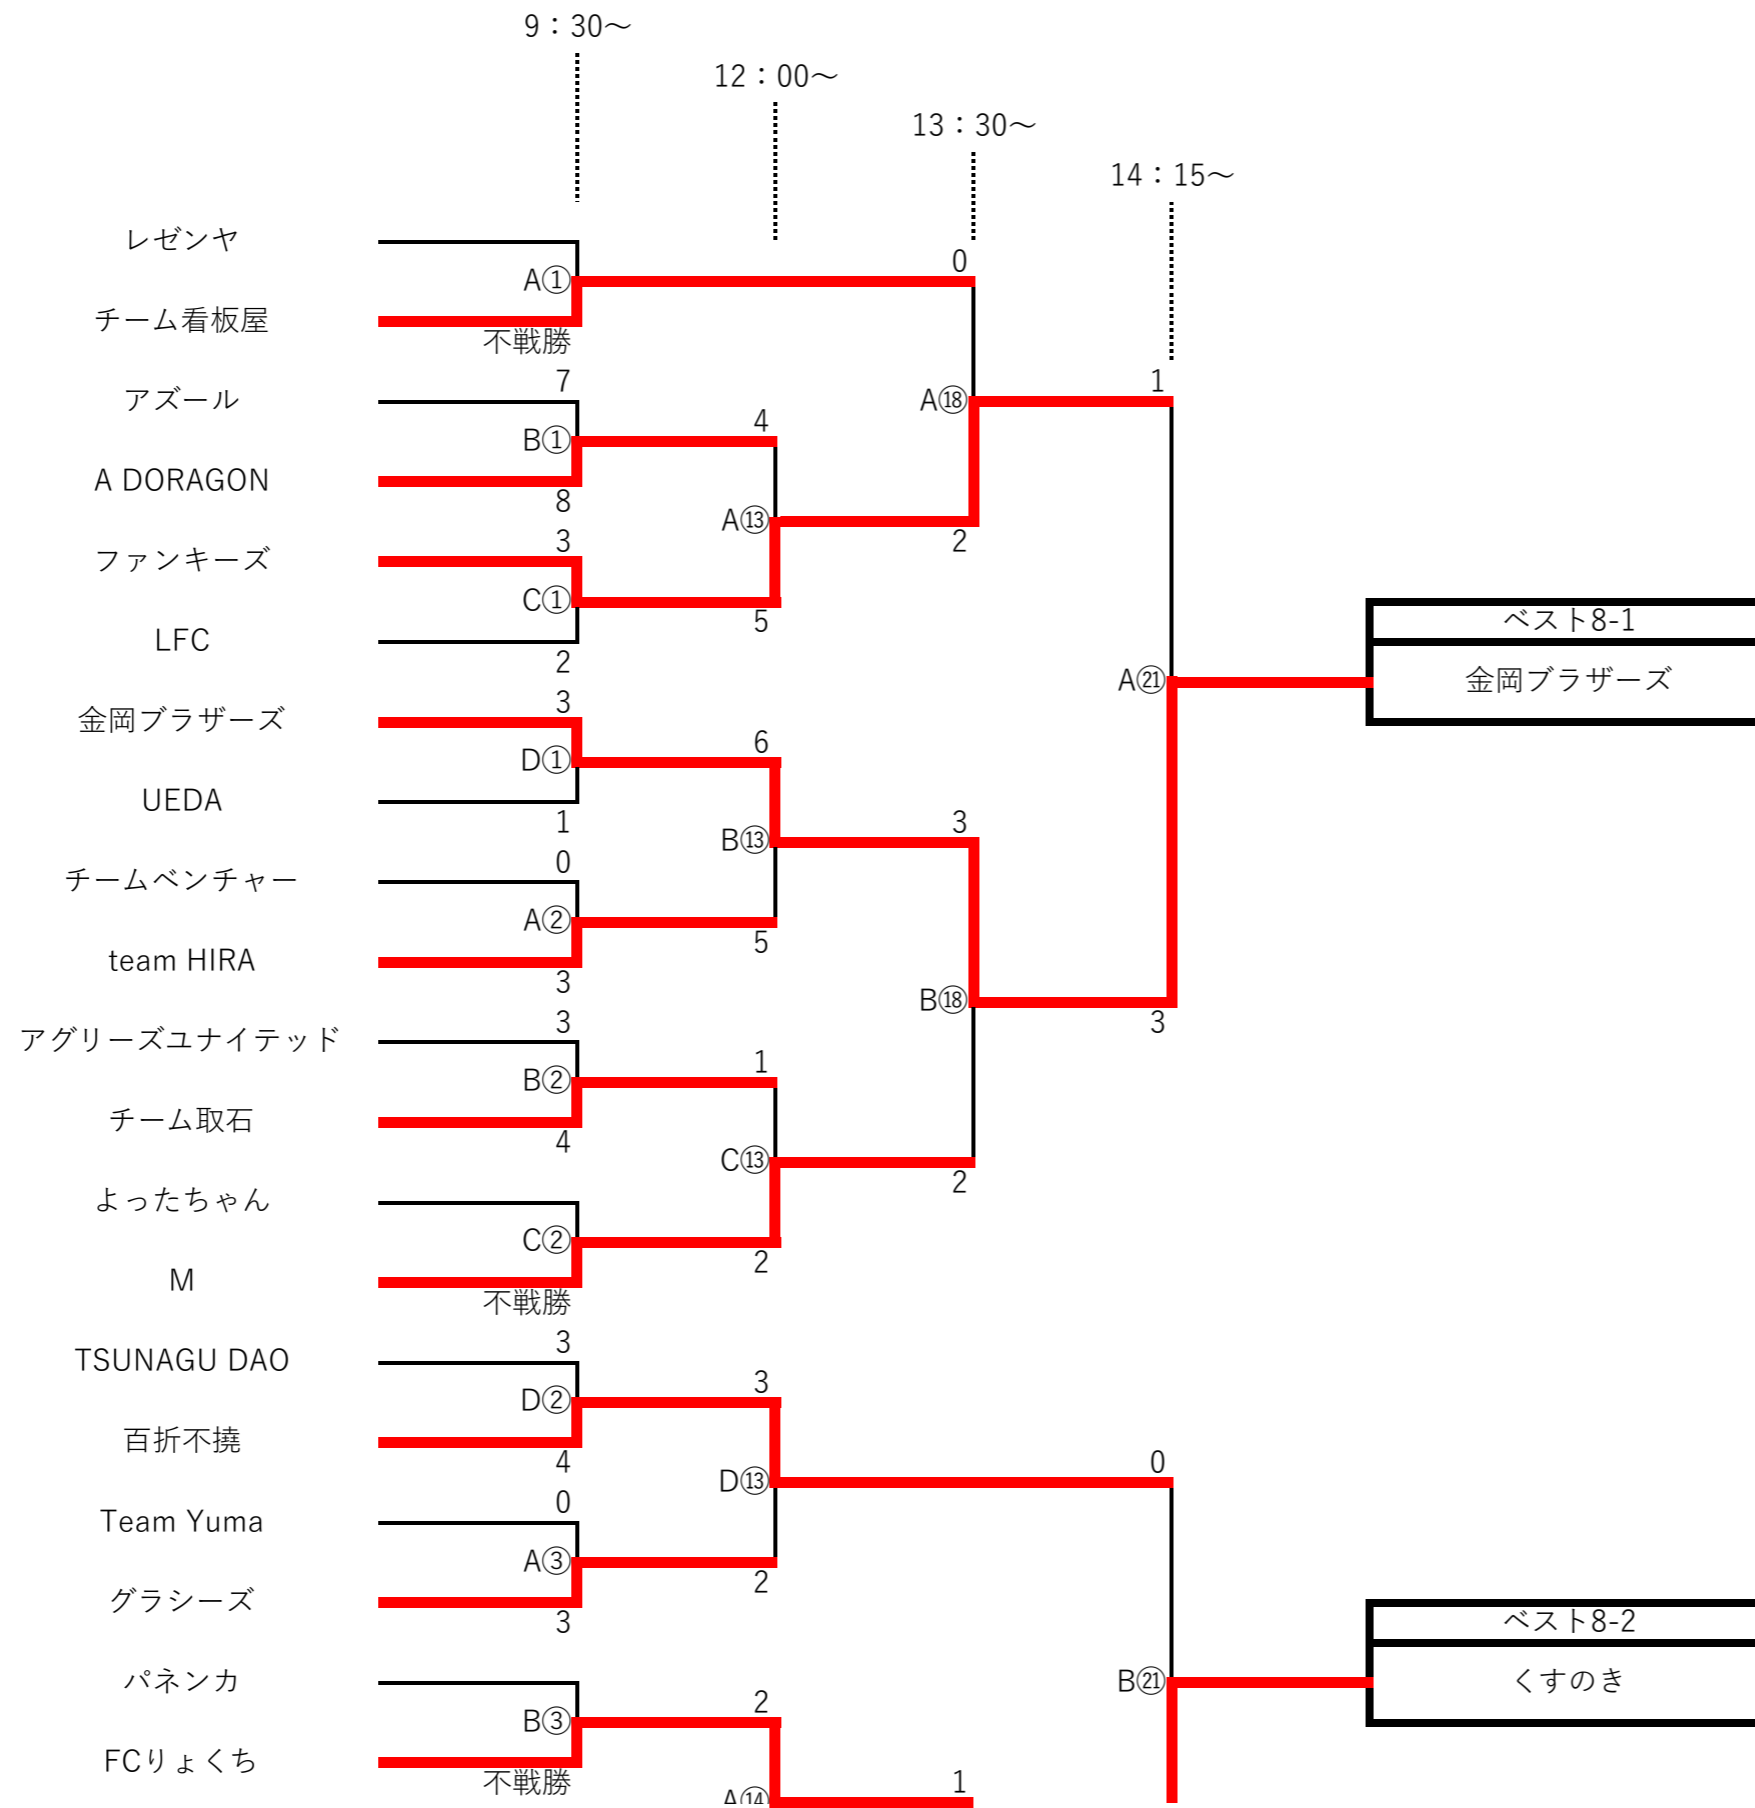 9：30～
12：00～
13：30～
14：15～
レゼンヤ
0
A①
チーム看板屋
不戦勝
7
1
アズール
A⑱
4
B①
A DORAGON
8
A⑬
3
2
ファンキーズ
C①
5
ベスト8-1
LFC
2
A㉑
金岡ブラザーズ
3
金岡ブラザーズ
6
D①
UEDA
1
3
B⑬
0
チームベンチャー
A②
5
team HIRA
3
B⑱
3
3
アグリーズユナイテッド
1
B②
チーム取石
4
C⑬
2
よったちゃん
C②
2
M
不戦勝
3
TSUNAGU DAO
3
D②
百折不撓
4
0
D⑬
0
Team Yuma
A③
2
グラシーズ
3
ベスト8-2
パネンカ
B㉑
くすのき
2
B③
FCりょくち
不戦勝
1
A⑭